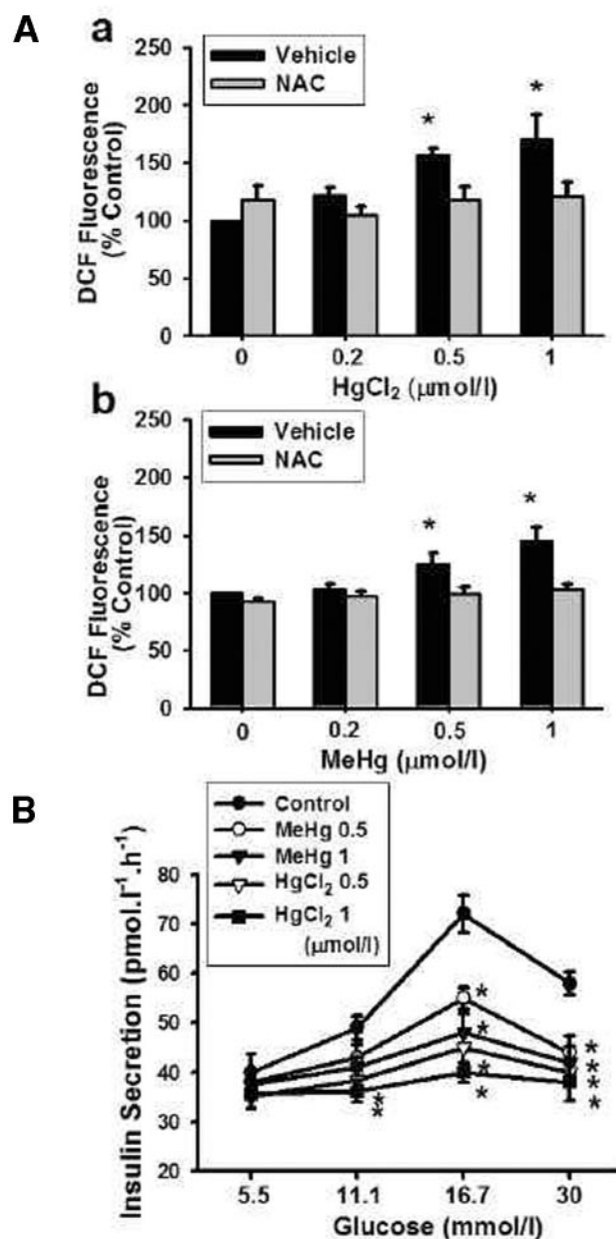 A
a
Vehicle
NAC
DCF Fluorescence
(% Control)
250
200
150
100
50
0
*
*
0 0.2 0.5 1
HgCl₂ (μmol/l)
b
Vehicle
NAC
DCF Fluorescence
(% Control)
250
200
150
100
50
0
*
*
0 0.2 0.5 1
MeHg (μmol/l)
B
Control
MeHg 0.5
MeHg 1
HgCl₂ 0.5
HgCl₂ 1
(μmol/l)
Insulin Secretion (pmol.l⁻¹.h⁻¹)
80
70
60
50
40
30
20
*
*
*
*
*
*
*
*
*
*
5.5 11.1 16.7 30
Glucose (mmol/l)